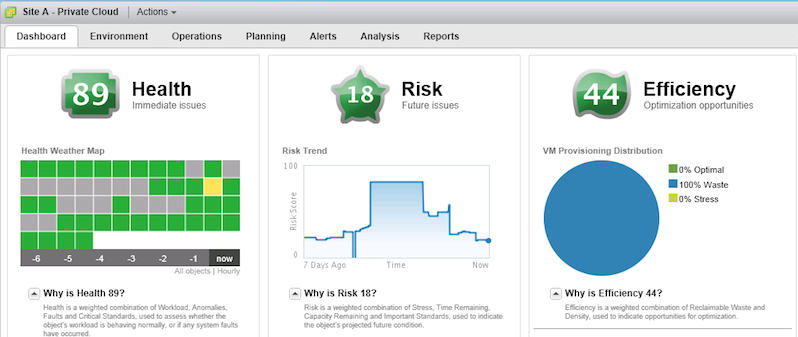 Site A - Private Cloud Actions
Dashboard Environment Operations Planning Alerts Analysis Reports
89 Health
Immediate issues
Health Weather Map
-6 -5 -4 -3 -2 -1 now
All objects | Hourly
Why is Health 89?
Health is a weighted combination of Workload, Anomalies,
Faults and Critical Standards, used to assess whether the
object's workload is behaving normally, or if any system faults
have occurred.
18 Risk
Future issues
Risk Trend
100
Risk Score
0
7 Days Ago Time Now
Why is Risk 18?
Risk is a weighted combination of Stress, Time Remaining,
Capacity Remaining and Important Standards, used to indicate
the object's projected future condition.
44 Efficiency
Optimization opportunities
VM Provisioning Distribution
0% Optimal
100% Waste
0% Stress
Why is Efficiency 44?
Efficiency is a weighted combination of Reclaimable Waste and
Density, used to indicate opportunities for optimization.